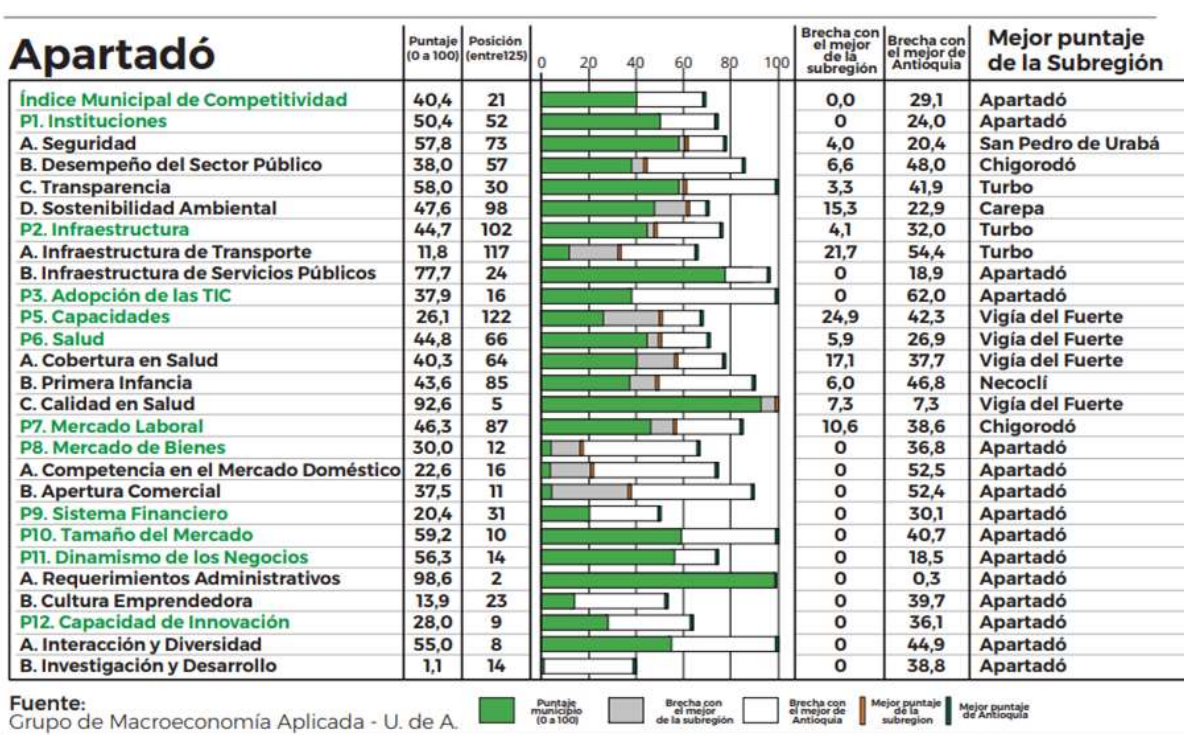 Apartadó
Puntaje (0 a 100)
Posición (entre125)
0 20 40 60 80 100
Brecha con el mejor de la subregión
Brecha con el mejor de Antioquia
Mejor puntaje de la Subregión
Índice Municipal de Competitividad 40,4 21 0,0 29,1 Apartadó
P1. Instituciones 50,4 52 0 24,0 Apartadó
A. Seguridad 57,8 73 4,0 20,4 San Pedro de Urabá
B. Desempeño del Sector Público 38,0 57 6,6 48,0 Chigorodó
C. Transparencia 58,0 30 3,3 41,9 Turbo
D. Sostenibilidad Ambiental 47,6 98 15,3 22,9 Carepa
P2. Infraestructura 44,7 102 4,1 32,0 Turbo
A. Infraestructura de Transporte 11,8 117 21,7 54,4 Turbo
B. Infraestructura de Servicios Públicos 77,7 24 0 18,9 Apartadó
P3. Adopción de las TIC 37,9 16 0 62,0 Apartadó
P5. Capacidades 26,1 122 24,9 42,3 Vigía del Fuerte
P6. Salud 44,8 66 5,9 26,9 Vigía del Fuerte
A. Cobertura en Salud 40,3 64 17,1 37,7 Vigía del Fuerte
B. Primera Infancia 43,6 85 6,0 46,8 Necoclí
C. Calidad en Salud 92,6 5 7,3 7,3 Vigía del Fuerte
P7. Mercado Laboral 46,3 87 10,6 38,6 Chigorodó
P8. Mercado de Bienes 30,0 12 0 36,8 Apartadó
A. Competencia en el Mercado Doméstico 22,6 16 0 52,5 Apartadó
B. Apertura Comercial 37,5 11 0 52,4 Apartadó
P9. Sistema Financiero 20,4 31 0 30,1 Apartadó
P10. Tamaño del Mercado 59,2 10 0 40,7 Apartadó
P11. Dinamismo de los Negocios 56,3 14 0 18,5 Apartadó
A. Requerimientos Administrativos 98,6 2 0 0,3 Apartadó
B. Cultura Emprendedora 13,9 23 0 39,7 Apartadó
P12. Capacidad de Innovación 28,0 9 0 36,1 Apartadó
A. Interacción y Diversidad 55,0 8 0 44,9 Apartadó
B. Investigación y Desarrollo 1,1 14 0 38,8 Apartadó
Fuente:
Grupo de Macroeconomía Aplicada - U. de A.
Puntaje municipio (0 a 100)
Brecha con el mejor de la subregión
Brecha con el mejor de Antioquia
Mejor puntaje de la subregion
Mejor puntaje de Antioquia